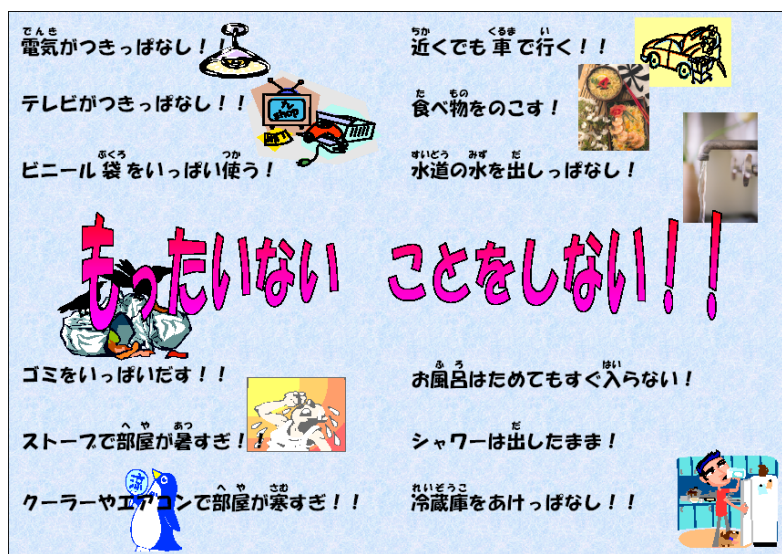 電気がつきっぱなし！！
テレビがつきっぱなし！！
ビニール袋をいっぱい使う！
近くでも車で行く！！
食べ物をのこす！
水道の水を出しっぱなし！
もったいない ことをしない！！
ゴミをいっぱいだす！！
ストーブで部屋が暑すぎ！！
クーラーやエアコンで部屋が寒すぎ！！
お風呂はためてもすぐ入らない！
シャワーは出したまま！
冷蔵庫をあけっぱなし！！